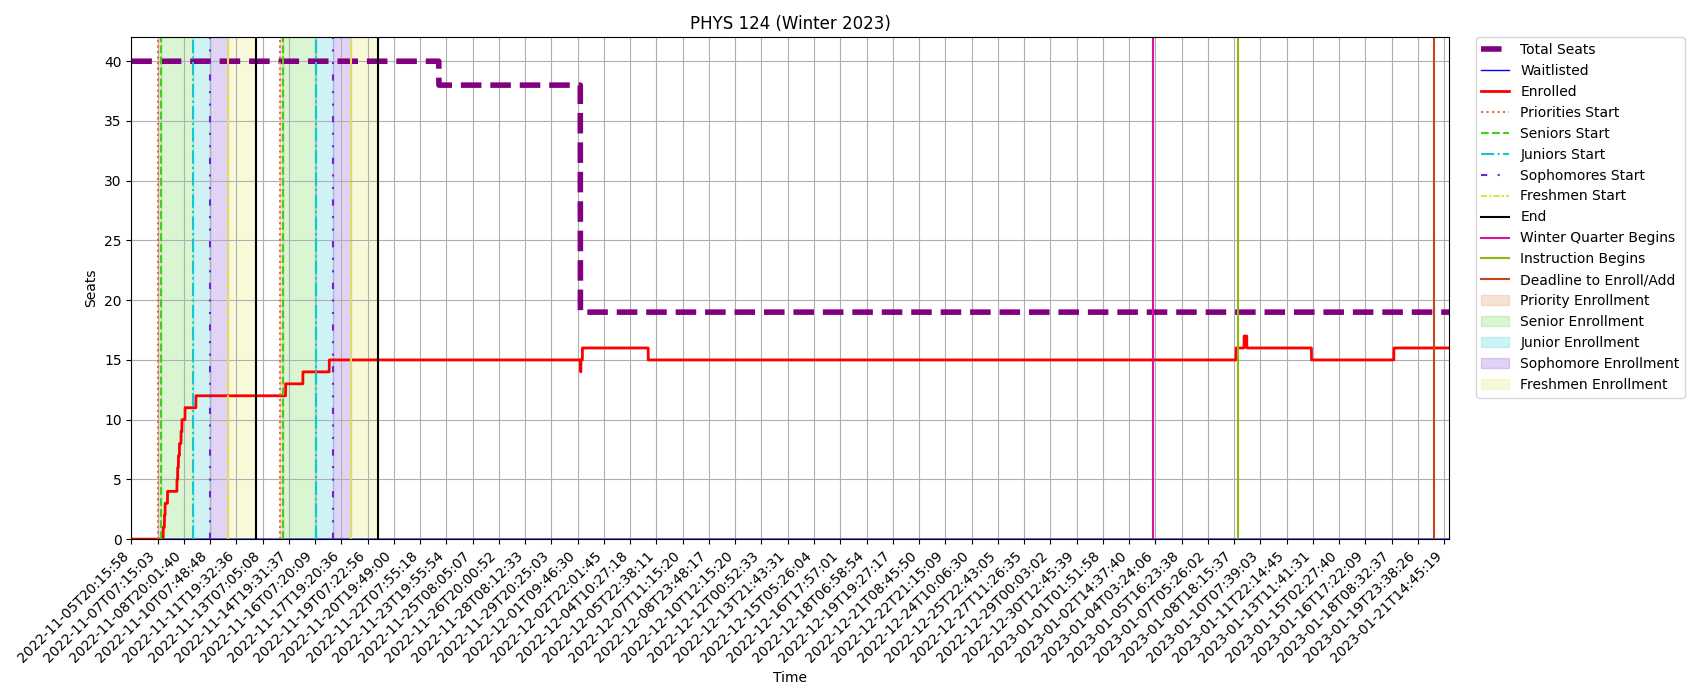 PHYS 124 (Winter 2023)
Seats
40
35
30
25
20
15
10
5
0
2022-11-05T20:15:58
2022-11-07T07:15:03
2022-11-08T20:01:40
2022-11-10T07:48:48
2022-11-11T19:32:36
2022-11-13T07:05:08
2022-11-14T19:31:37
2022-11-16T07:20:09
2022-11-17T19:20:36
2022-11-19T07:22:56
2022-11-20T19:49:00
2022-11-22T07:55:18
2022-11-23T19:55:54
2022-11-25T08:05:07
2022-11-26T20:00:52
2022-11-28T08:12:33
2022-11-29T20:25:03
2022-12-01T09:46:30
2022-12-02T22:01:45
2022-12-04T10:27:18
2022-12-05T22:38:11
2022-12-07T11:15:20
2022-12-08T23:48:17
2022-12-10T12:15:20
2022-12-12T00:52:33
2022-12-13T21:43:31
2022-12-15T05:26:04
2022-12-16T17:57:01
2022-12-18T06:58:54
2022-12-19T19:27:17
2022-12-21T08:45:50
2022-12-22T21:15:09
2022-12-24T10:06:30
2022-12-25T22:43:05
2022-12-27T11:26:35
2022-12-29T00:03:02
2022-12-30T12:45:39
2023-01-01T01:51:58
2023-01-02T14:37:40
2023-01-04T03:24:06
2023-01-05T16:23:38
2023-01-07T05:26:02
2023-01-08T18:15:37
2023-01-10T07:39:03
2023-01-11T22:14:45
2023-01-13T11:41:31
2023-01-15T02:27:40
2023-01-16T17:22:09
2023-01-18T08:32:37
2023-01-19T23:38:26
2023-01-21T14:45:19
Time
Total Seats
Waitlisted
Enrolled
Priorities Start
Seniors Start
Juniors Start
Sophomores Start
Freshmen Start
End
Winter Quarter Begins
Instruction Begins
Deadline to Enroll/Add
Priority Enrollment
Senior Enrollment
Junior Enrollment
Sophomore Enrollment
Freshmen Enrollment